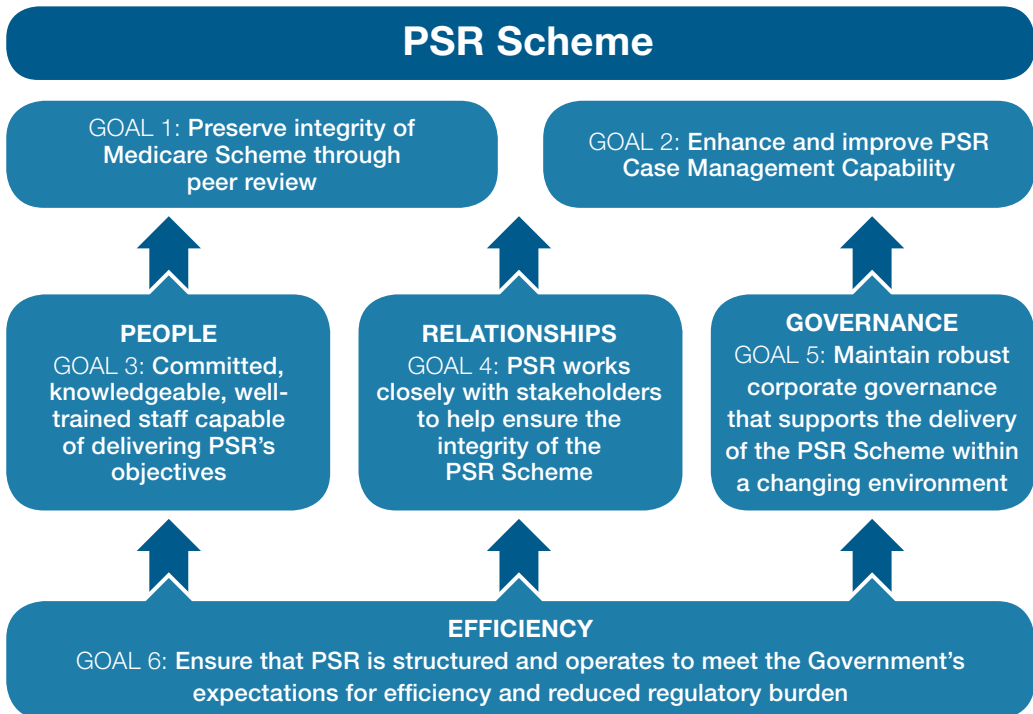 PSR Scheme
GOAL 1: Preserve integrity of
Medicare Scheme through
peer review
GOAL 2: Enhance and improve PSR
Case Management Capability
PEOPLE
GOAL 3: Committed,
knowledgeable, well-
trained staff capable
of delivering PSR's
objectives
RELATIONSHIPS
GOAL 4: PSR works
closely with stakeholders
to help ensure the
integrity of the
PSR Scheme
GOVERNANCE
GOAL 5: Maintain robust
corporate governance
that supports the delivery
of the PSR Scheme within
a changing environment
EFFICIENCY
GOAL 6: Ensure that PSR is structured and operates to meet the Government's
expectations for efficiency and reduced regulatory burden